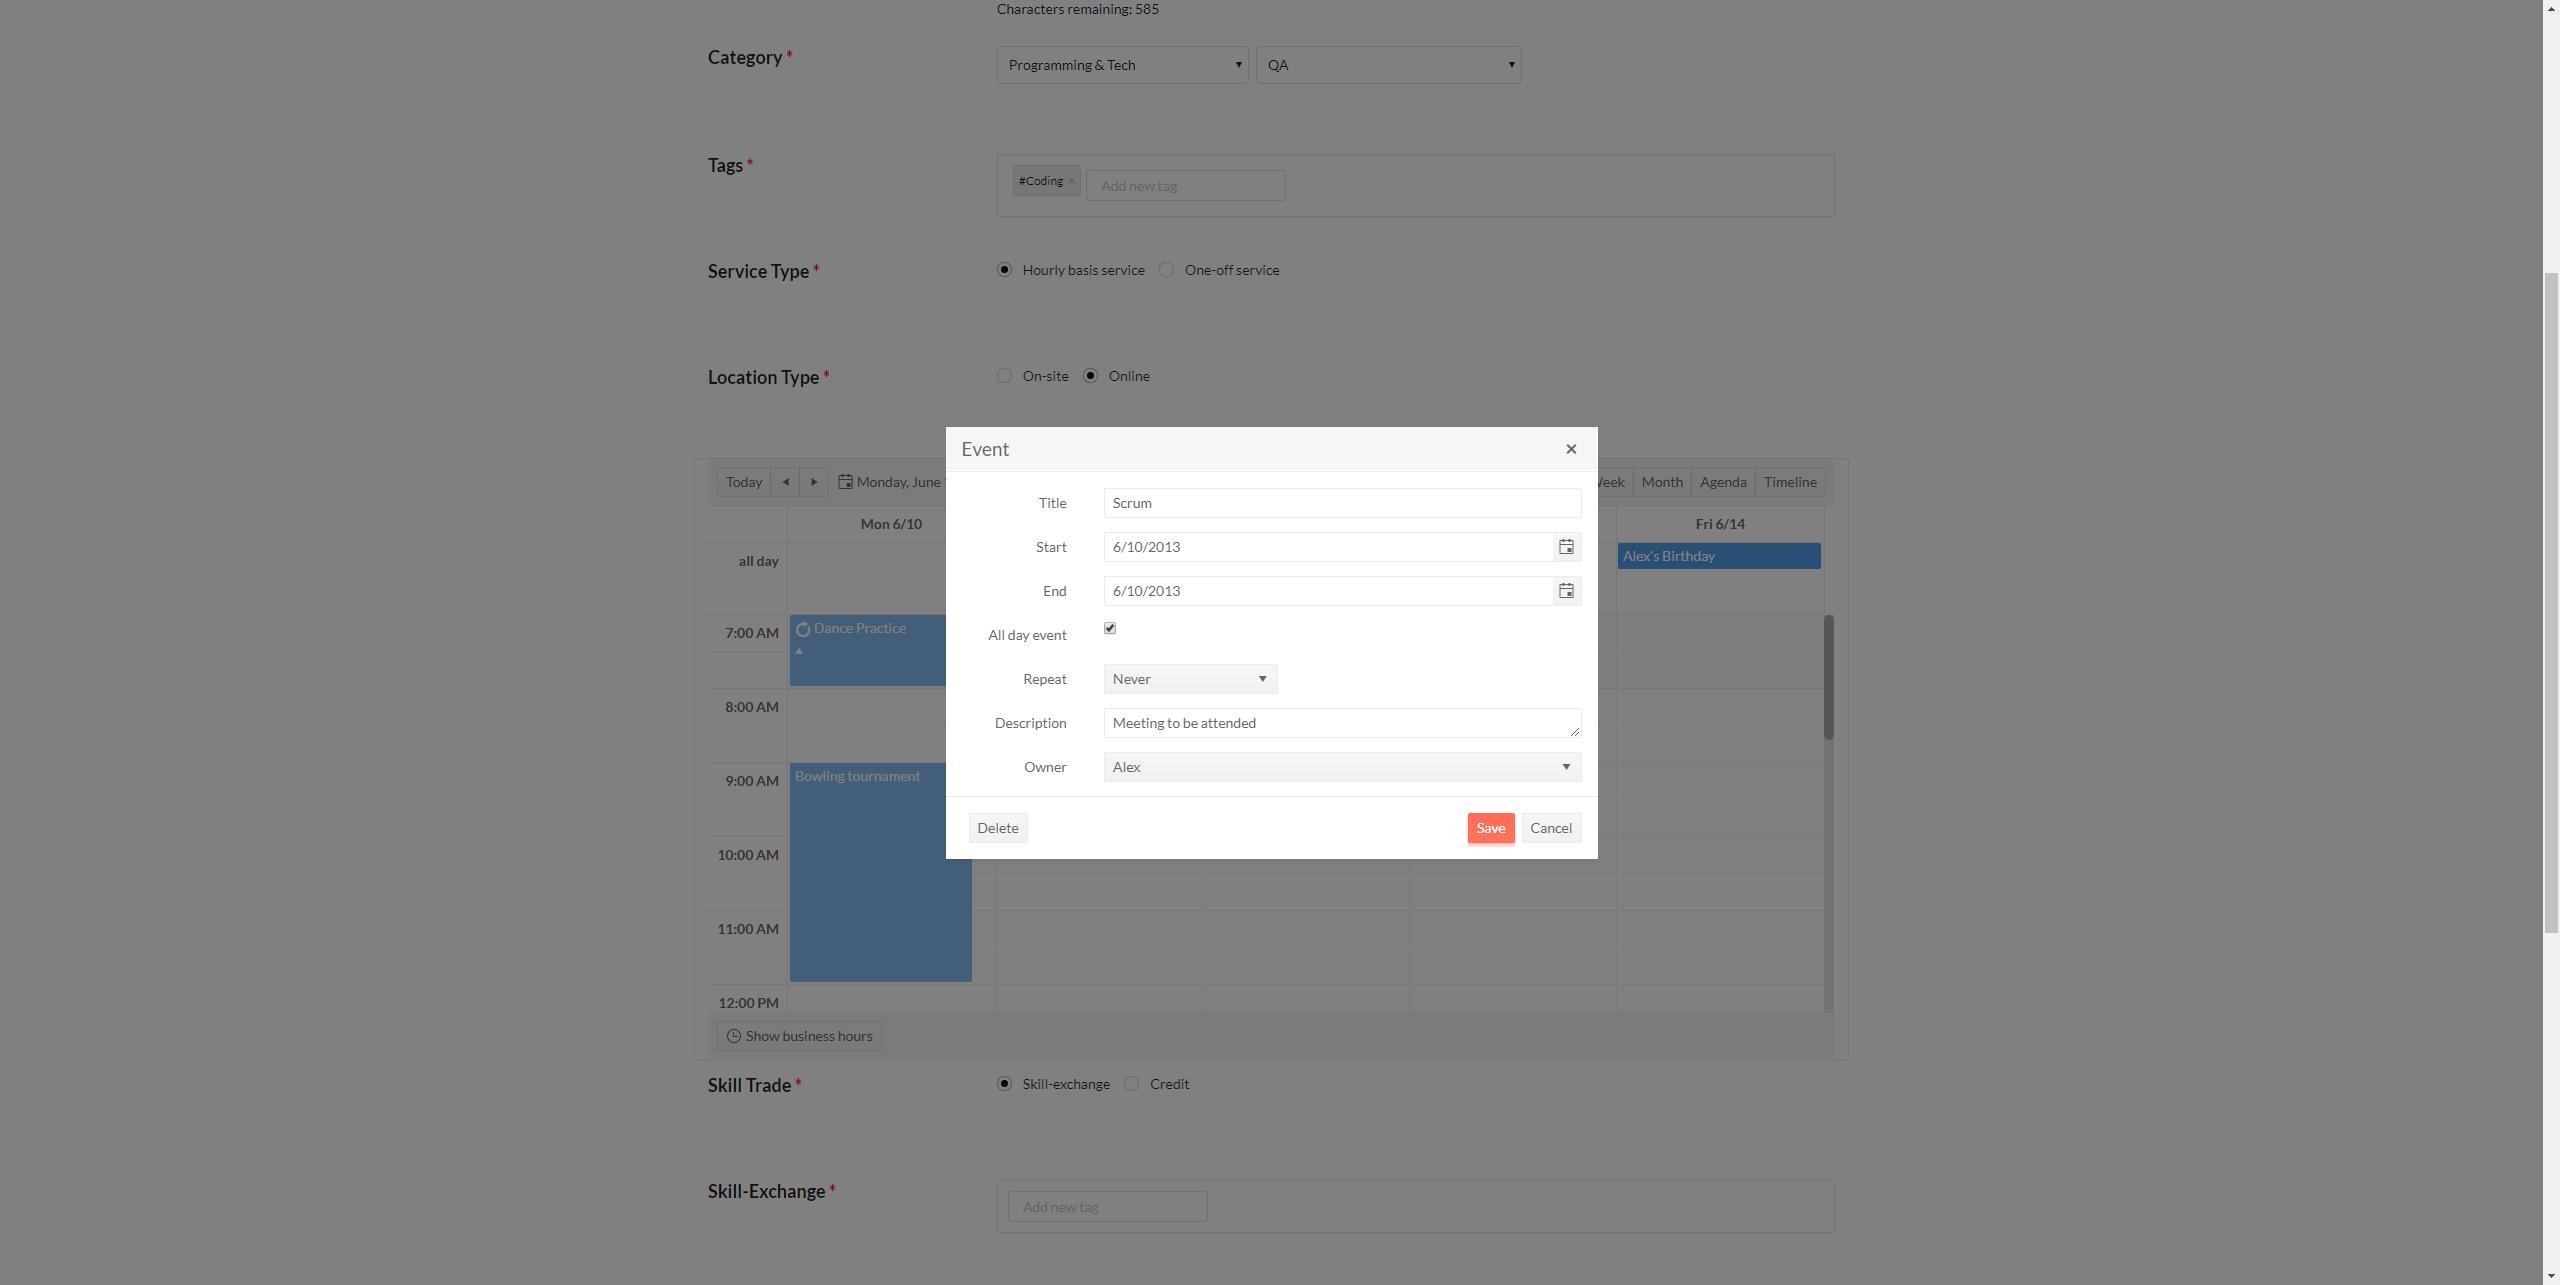 Characters remaining: 585
Category *
Programming & Tech
QA
Tags *
#Coding ×
Add new tag
Service Type *
Hourly basis service
One-off service
Location Type *
On-site
Online
Event
Today
Monday, June
Week
Month
Agenda
Timeline
Title
Scrum
Mon 6/10
Fri 6/14
Start
6/10/2013
all day
Alex's Birthday
End
6/10/2013
7:00 AM
Dance Practice
All day event
Repeat
Never
8:00 AM
Description
Meeting to be attended
9:00 AM
Bowling tournament
Owner
Alex
Delete
Save
Cancel
10:00 AM
11:00 AM
12:00 PM
Show business hours
Skill Trade *
Skill-exchange
Credit
Skill-Exchange *
Add new tag